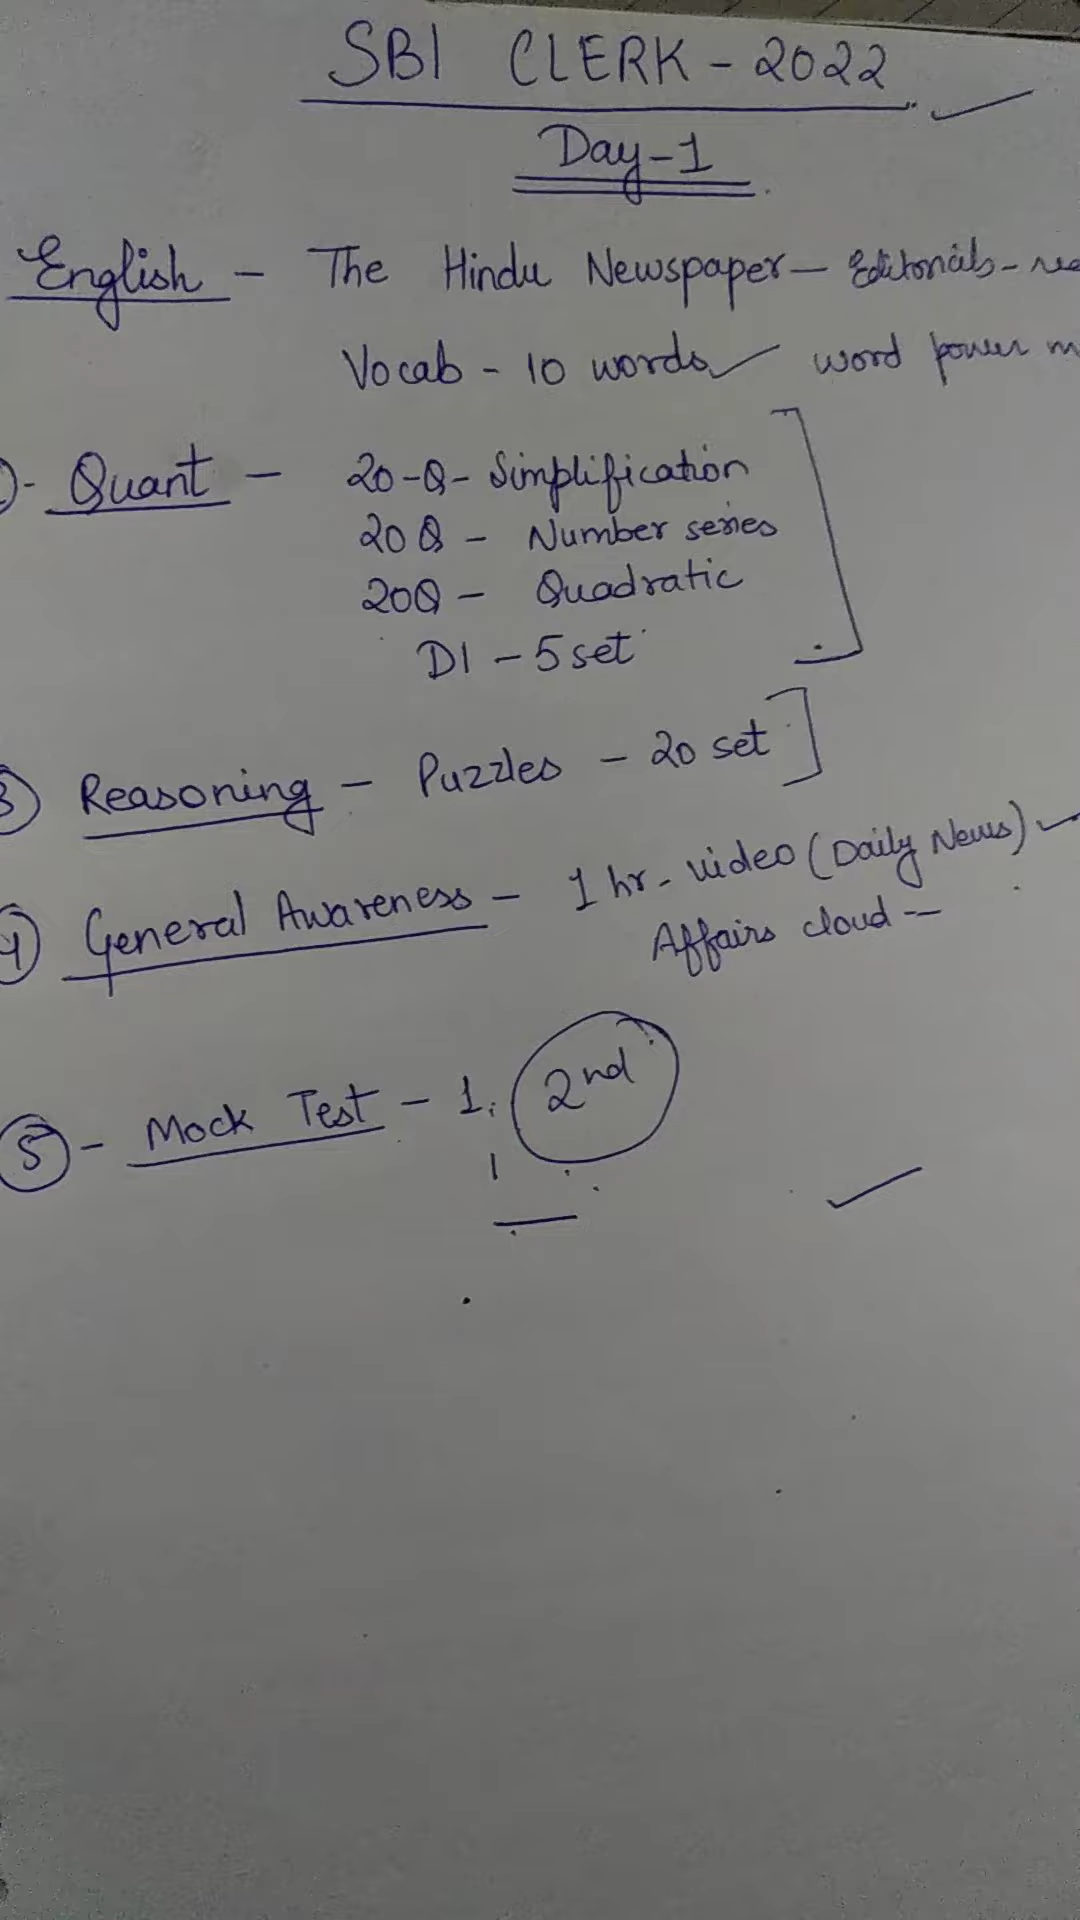 SBI CLERK - 2022
Day-1
English - The Hindu Newspaper - Editorials -
Vocab - 10 words word power
- Quant - 20-Q- Simplification
20Q - Number series
20Q - Quadratic
DI - 5 set
3) Reasoning - Puzzles - 20 set]
4) General Awareness - 1 hr. video (Daily News)
Affairs cloud -
5 - Mock Test - 1, 2nd